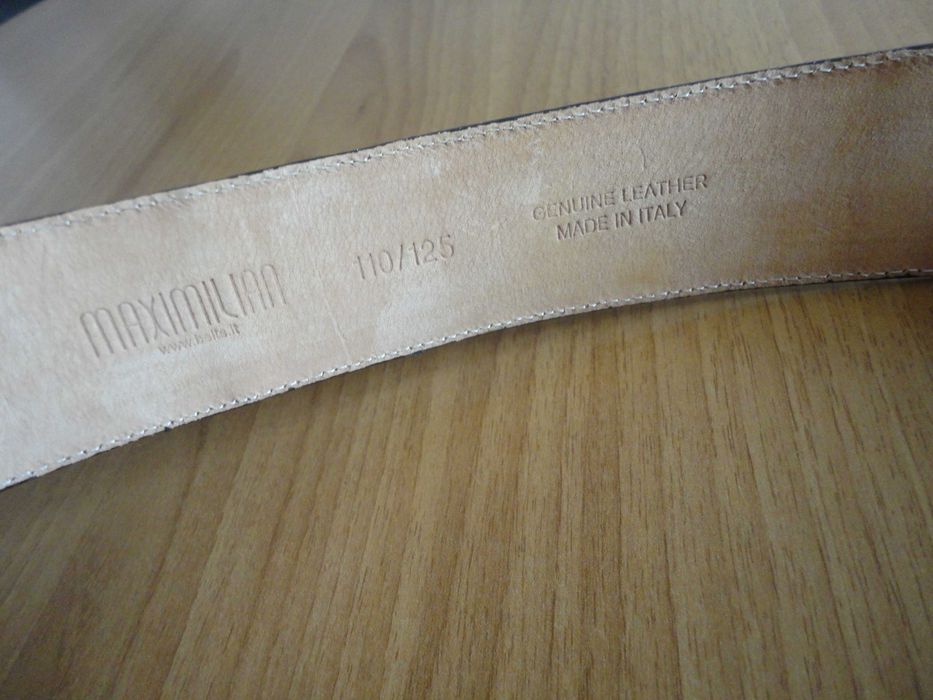 MAXIMILIAN
110/125
GENUINE LEATHER
MADE IN ITALY